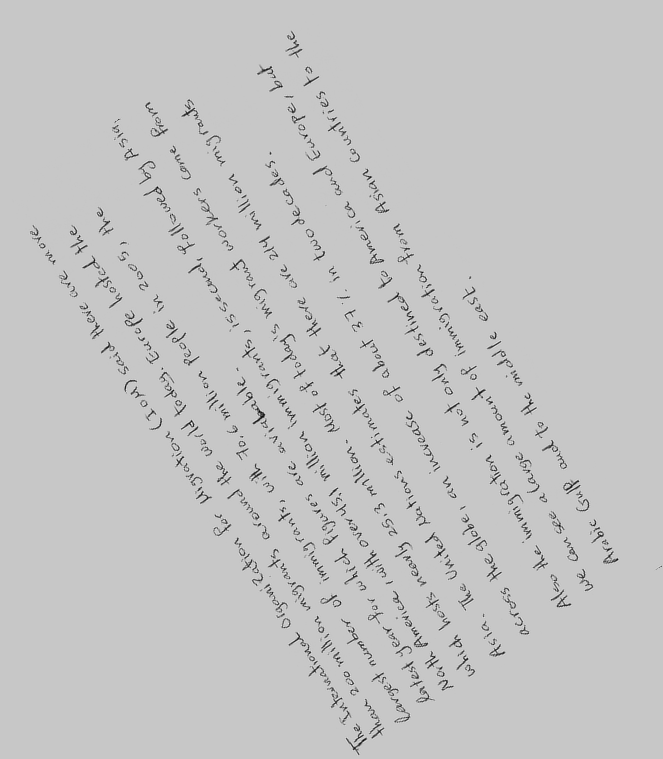 The International Organization for Migration (IOM) said there are more
than 200 million migrants around the world today. Europe hosted the
largest number of immigrants, with 70,6 million people in 2005, the
latest year for which figures are aviabable. 
North America, with over 45,1 million immigrants, is second, followed by Asia,
which hosts nearly 25,3 million. Most of today's migrant workers come from
Asia. The United Nations estimates that there are 214 million migrants
across the globe, an increase of about 37% in two decades.
Also the immigration is not only destined to America and Europe, but
we can see a large amount of immigration from Asian Countries to the
Arabic Gulf and to the middle east.